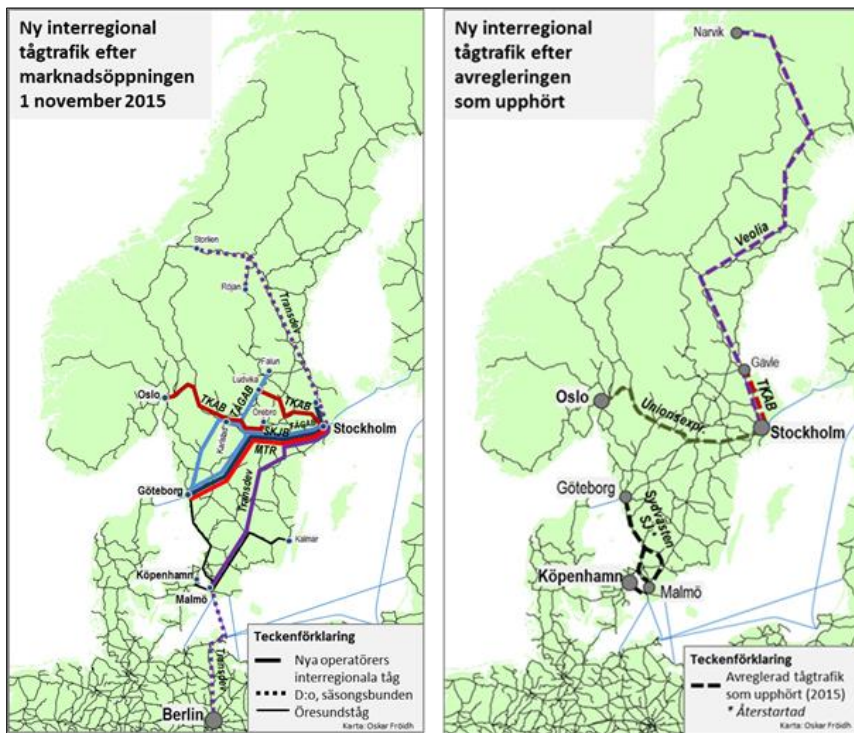 Ny interregional
tågtrafik efter
marknadsöppningen
1 november 2015
Storlien
Röjan
Transdev
Falun
Ludvika
Oslo
TKAB
TÅGAB
TKAB
Örebro
Karlstad
TÅGAB
SKJB
MTR
Stockholm
Göteborg
Transdev
Kalmar
Köpenhamn
Malmö
Transdev
Berlin
Teckenförklaring
Nya operatörers
interregionala tåg
D:o, säsongsbunden
Öresundståg
Karta: Oskar Fröidh
Ny interregional
tågtrafik efter
avregleringen
som upphört
Narvik
Veolia
Gävle
TKAB
Oslo
Unionsexpr.
Stockholm
Göteborg
Sydvästen
SJ *
Köpenhamn
Malmö
Teckenförklaring
Avreglerad tågtrafik
som upphört (2015)
* Återstartad
Karta: Oskar Fröidh